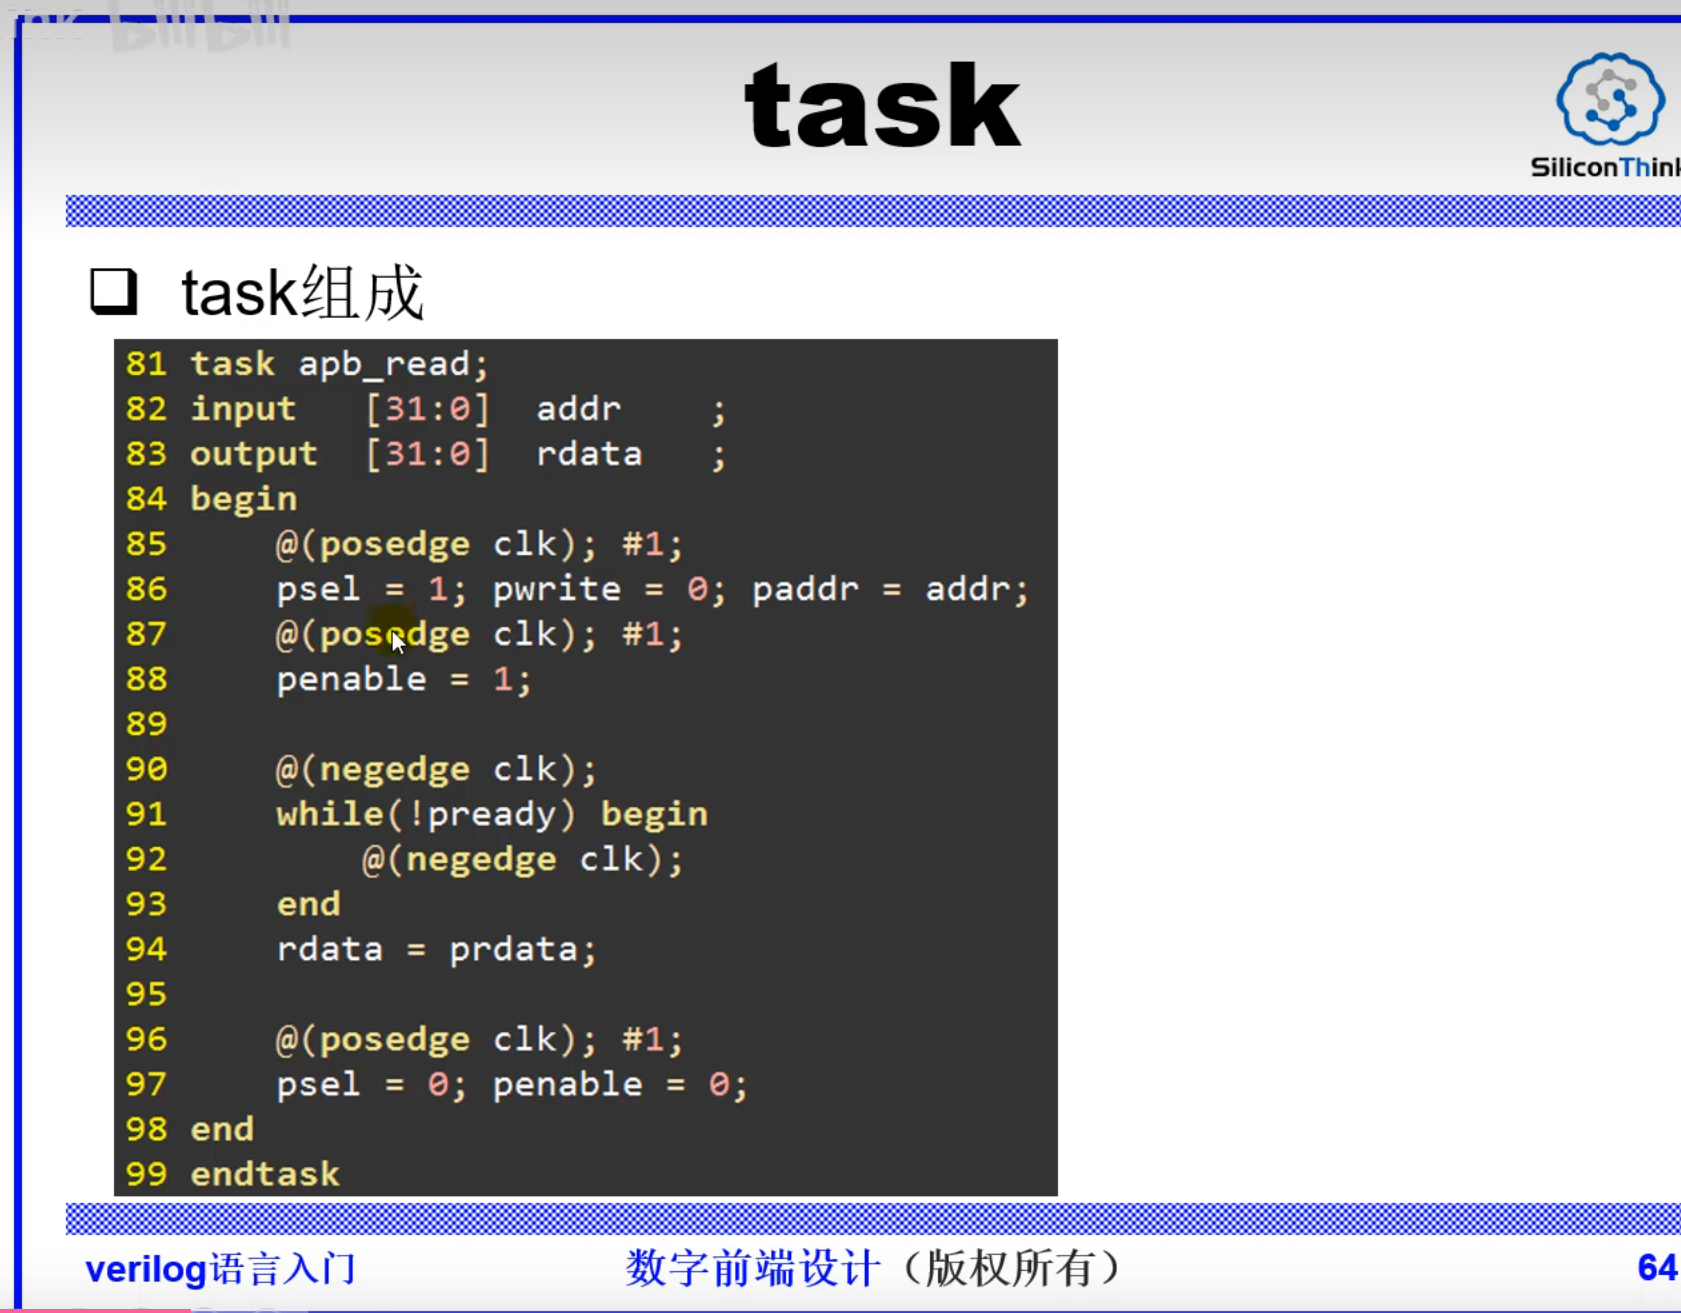 bilibili
task
SiliconThink
task组成
81 task apb_read;
82 input [31:0] addr ;
83 output [31:0] rdata ;
84 begin
85 @(posedge clk); #1;
86 psel = 1; pwrite = 0; paddr = addr;
87 @(posedge clk); #1;
88 penable = 1;
89
90 @(negedge clk);
91 while(!pready) begin
92 @(negedge clk);
93 end
94 rdata = prdata;
95
96 @(posedge clk); #1;
97 psel = 0; penable = 0;
98 end
99 endtask
verilog语言入门 数字前端设计（版权所有） 64